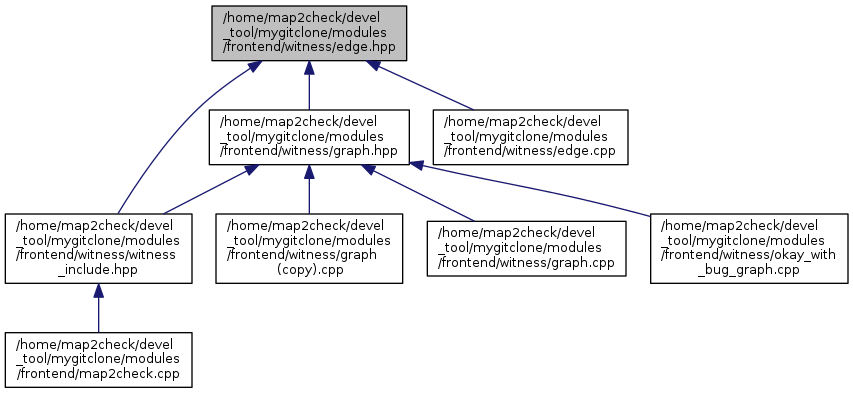 /home/map2check/devel
_tool/mygitclone/modules
/frontend/witness/edge.hpp
/home/map2check/devel
_tool/mygitclone/modules
/frontend/witness/graph.hpp
/home/map2check/devel
_tool/mygitclone/modules
/frontend/witness/edge.cpp
/home/map2check/devel
_tool/mygitclone/modules
/frontend/witness/witness
_include.hpp
/home/map2check/devel
_tool/mygitclone/modules
/frontend/witness/graph
(copy).cpp
/home/map2check/devel
_tool/mygitclone/modules
/frontend/witness/graph.cpp
/home/map2check/devel
_tool/mygitclone/modules
/frontend/witness/okay_with
_bug_graph.cpp
/home/map2check/devel
_tool/mygitclone/modules
/frontend/map2check.cpp